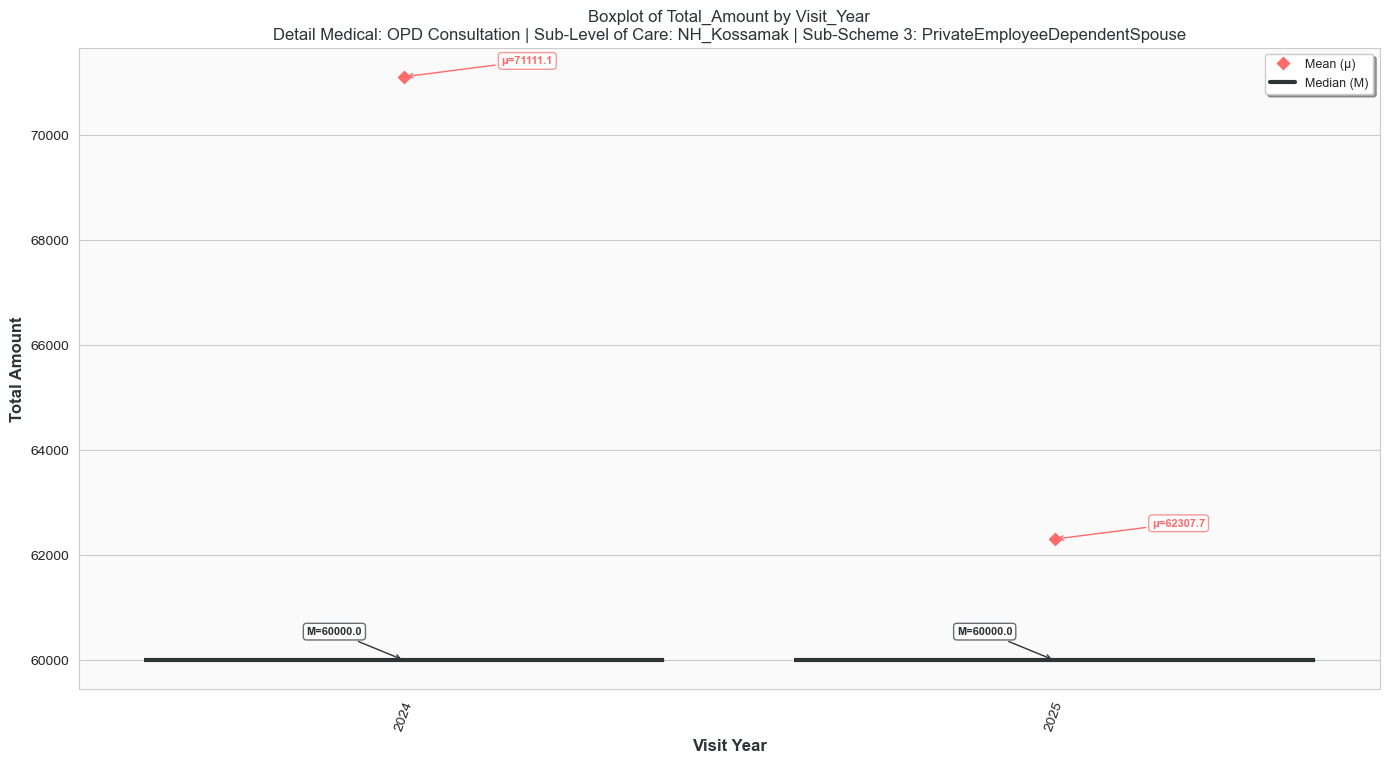 Boxplot of Total_Amount by Visit_Year
Detail Medical: OPD Consultation | Sub-Level of Care: NH_Kossamak | Sub-Scheme 3: PrivateEmployeeDependentSpouse
μ=71111.1
Mean (μ)
Median (M)
70000
68000
66000
64000
62000
60000
Total Amount
μ=62307.7
M=60000.0
M=60000.0
2024
2025
Visit Year